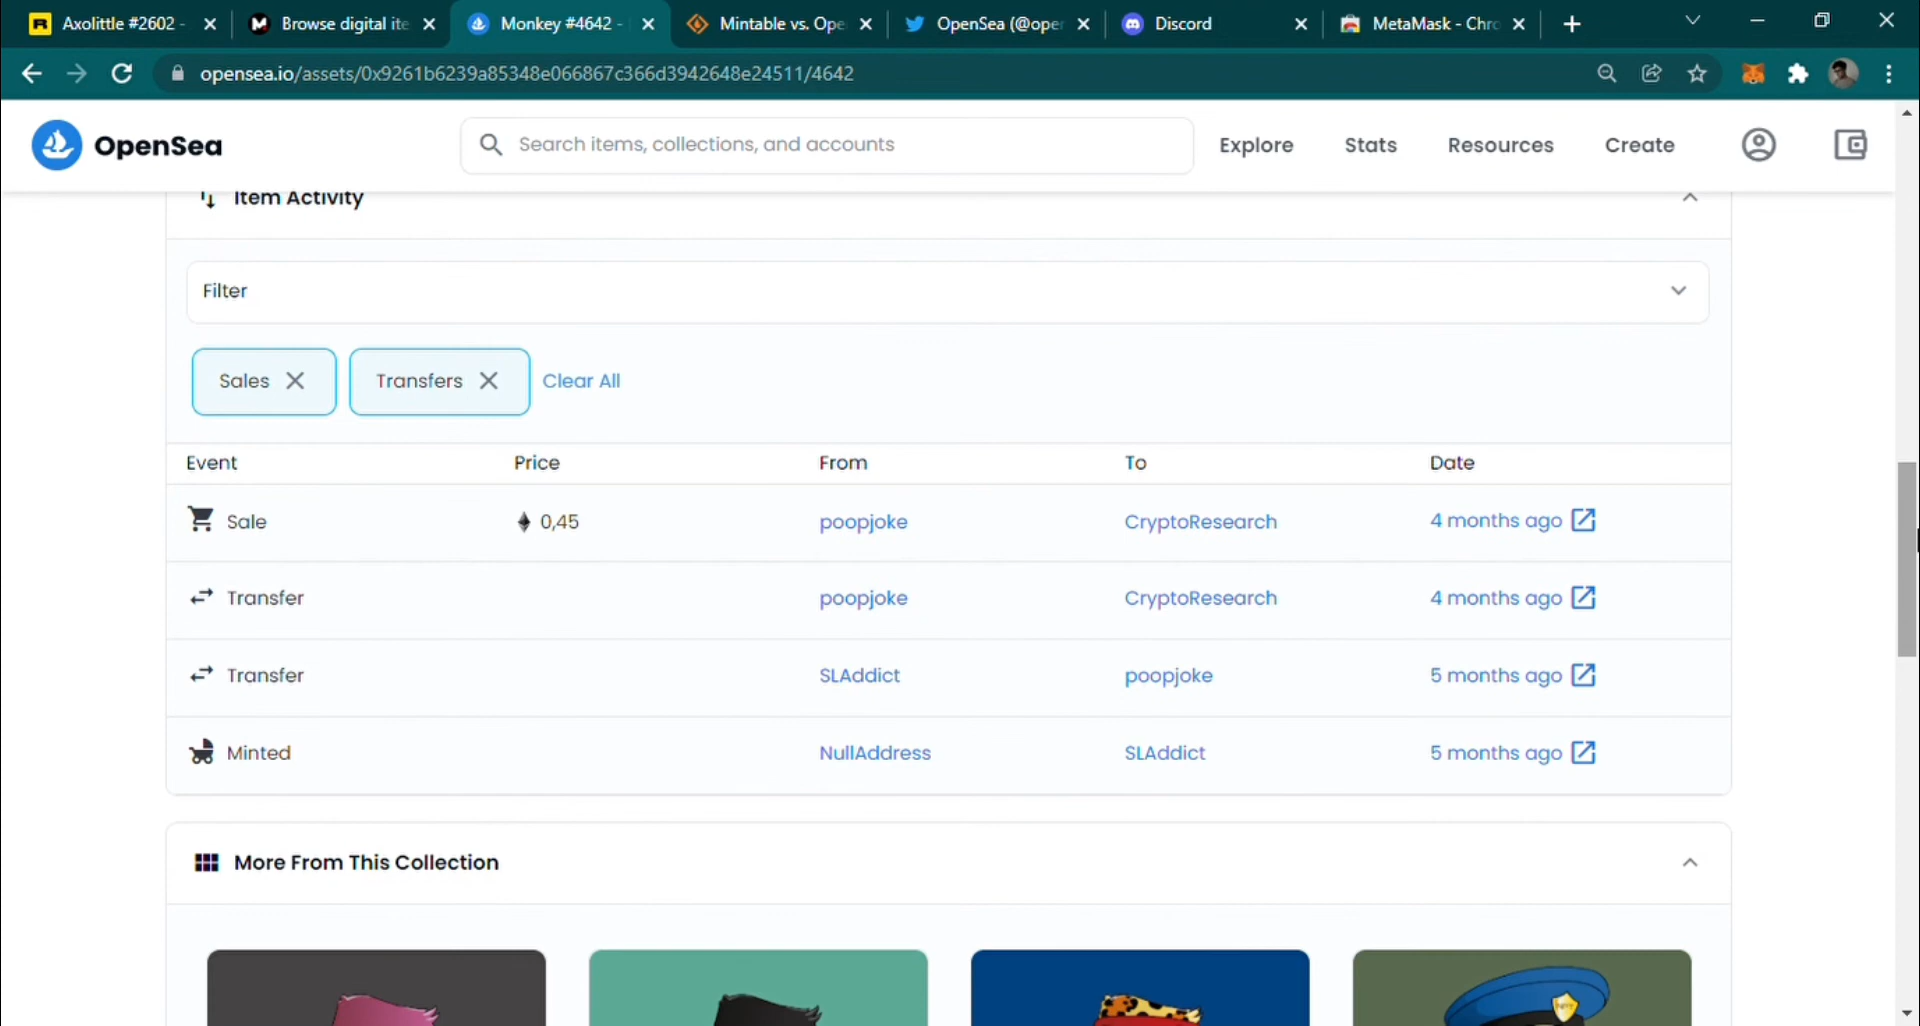 Axolittle #2602 -
Browse digital ite
Monkey #4642 -
Mintable vs. Ope
OpenSea (@ope
Discord
MetaMask - Chro
opensea.io/assets/0x9261b6239a85348e066867c366d3942648e24511/4642
OpenSea
Search items, collections, and accounts
Explore
Stats
Resources
Create
Item Activity
Filter
Sales
Transfers
Clear All
Event Price From To Date
Sale 0,45 poopjoke CryptoResearch 4 months ago
Transfer poopjoke CryptoResearch 4 months ago
Transfer SLAddict poopjoke 5 months ago
Minted NullAddress SLAddict 5 months ago
More From This Collection